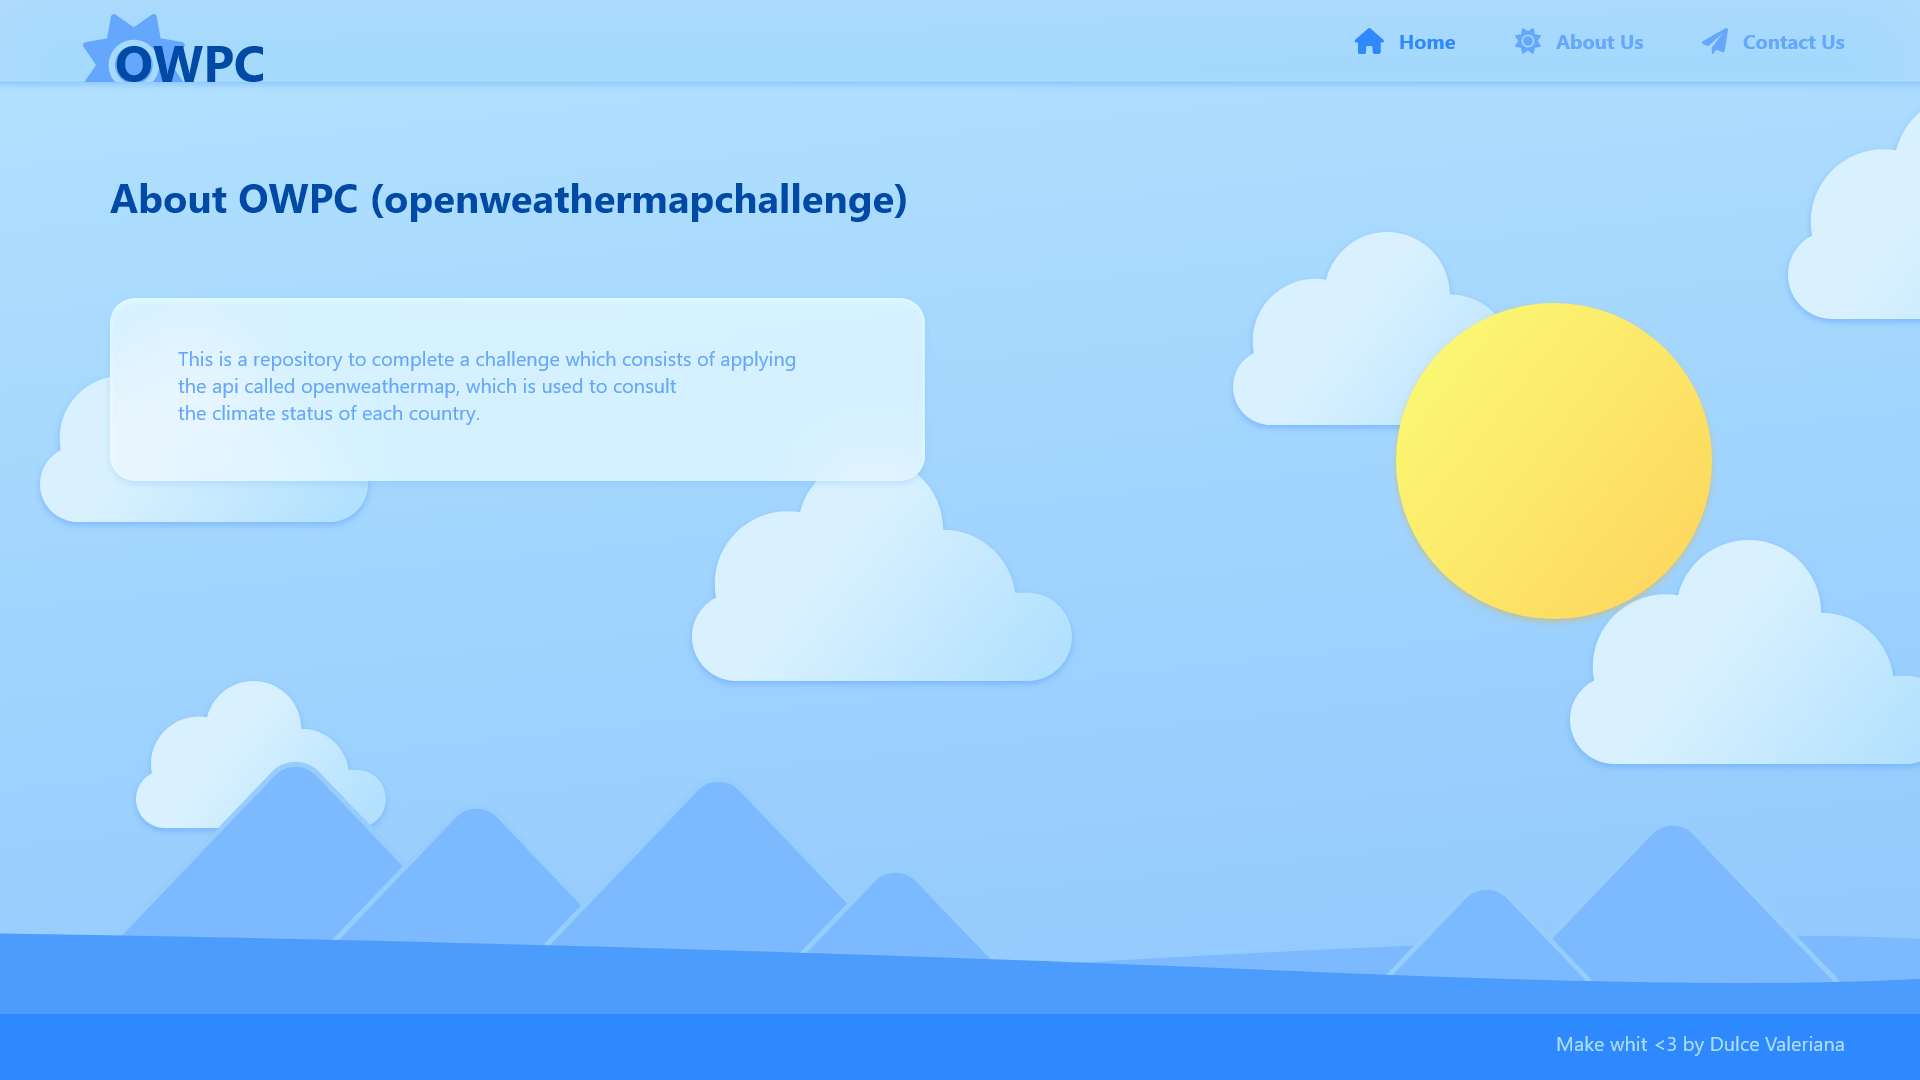 OWPC
Home
About Us
Contact Us
About OWPC (openweathermapchallenge)
This is a repository to complete a challenge which consists of applying
the api called openweathermap, which is used to consult
the climate status of each country.
Make whit <3 by Dulce Valeriana